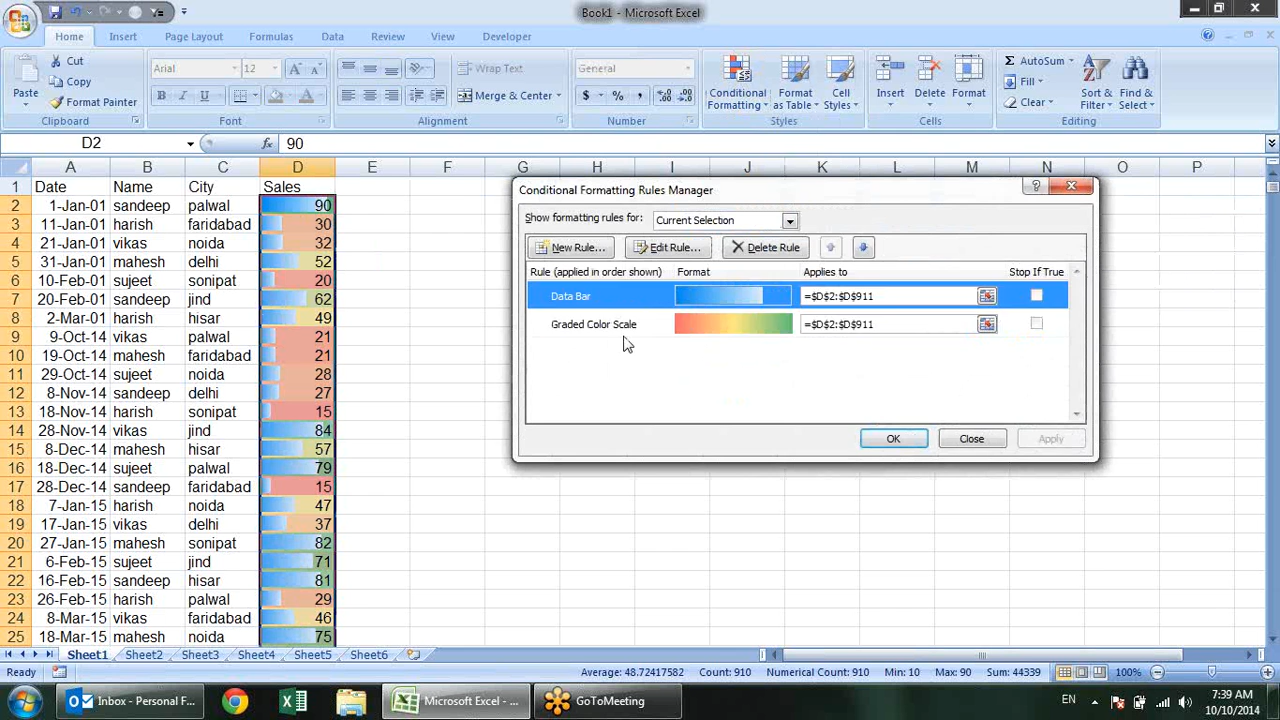 Book1 - Microsoft Excel
Home Insert Page Layout Formulas Data Review View Developer
Paste
Cut
Copy
Format Painter
Clipboard
Arial 12
B I U
Font
Wrap Text
Merge & Center
Alignment
General
$ % ,
Number
Conditional Formatting
Format as Table
Cell Styles
Styles
Insert Delete Format
Cells
Σ AutoSum
Fill
Clear
Sort & Filter
Find & Select
Editing
D2 fx 90
A B C D E F G H I J K L M N O P
1 Date Name City Sales
2 1-Jan-01 sandeep palwal 90
3 11-Jan-01 harish faridabad 30
4 21-Jan-01 vikas noida 32
5 31-Jan-01 mahesh delhi 52
6 10-Feb-01 sujeet sonipat 20
7 20-Feb-01 sandeep jind 62
8 2-Mar-01 harish hisar 49
9 9-Oct-14 vikas palwal 21
10 19-Oct-14 mahesh faridabad 21
11 29-Oct-14 sujeet noida 28
12 8-Nov-14 sandeep delhi 27
13 18-Nov-14 harish sonipat 15
14 28-Nov-14 vikas jind 84
15 8-Dec-14 mahesh hisar 57
16 18-Dec-14 sujeet palwal 79
17 28-Dec-14 sandeep faridabad 15
18 7-Jan-15 harish noida 47
19 17-Jan-15 vikas delhi 37
20 27-Jan-15 mahesh sonipat 82
21 6-Feb-15 sujeet jind 71
22 16-Feb-15 sandeep hisar 81
23 26-Feb-15 harish palwal 29
24 8-Mar-15 vikas faridabad 46
25 18-Mar-15 mahesh noida 75
Conditional Formatting Rules Manager
Show formatting rules for: Current Selection
New Rule... Edit Rule... Delete Rule
Rule (applied in order shown) Format Applies to Stop If True
Data Bar =$D$2:$D$911
Graded Color Scale =$D$2:$D$911
OK Close Apply
Sheet1 Sheet2 Sheet3 Sheet4 Sheet5 Sheet6
Ready Average: 48.72417582 Count: 910 Numerical Count: 910 Min: 10 Max: 90 Sum: 44339 100%
Inbox - Personal F... Microsoft Excel - ... GoToMeeting EN 7:39 AM
10/10/2014